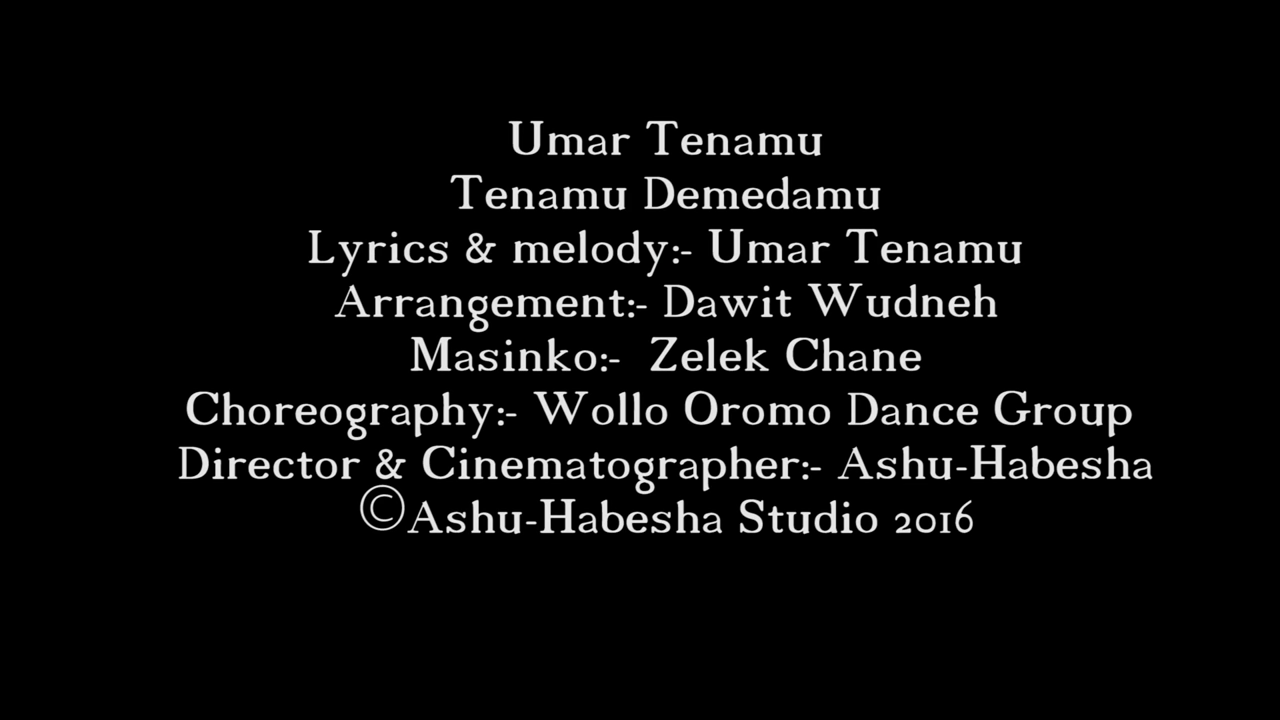 Umar Tenamu
Tenamu Demedamu
Lyrics & melody:- Umar Tenamu
Arrangement:- Dawit Wudneh
Masinko:- Zelek Chane
Choreography:- Wollo Oromo Dance Group
Director & Cinematographer:- Ashu-Habesha
©Ashu-Habesha Studio 2016